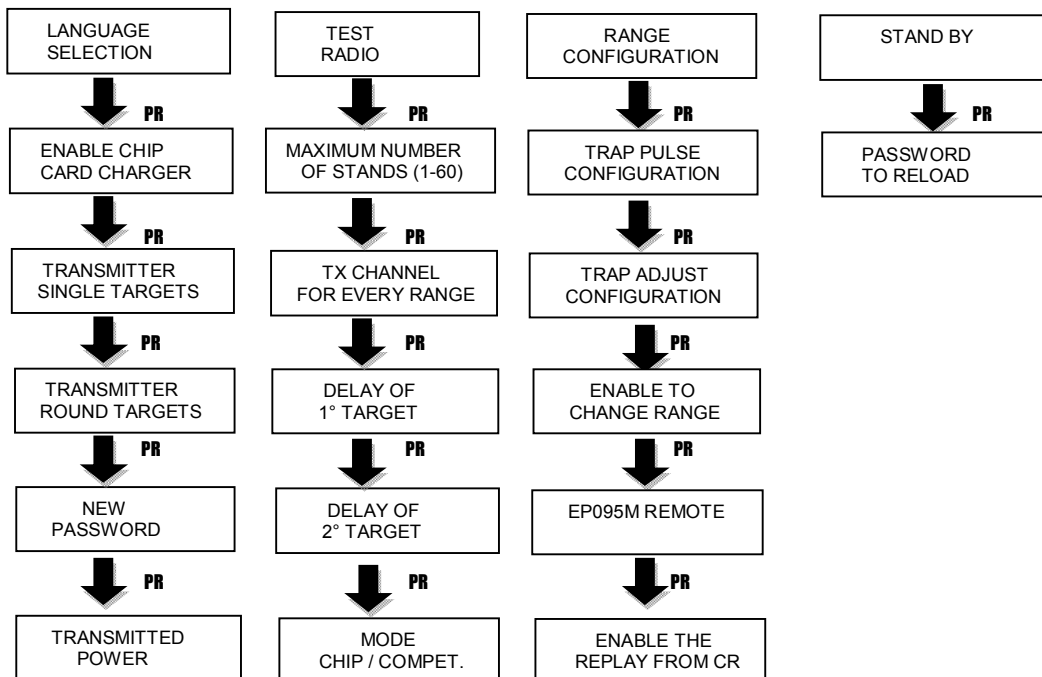 LANGUAGE
SELECTION
PR
ENABLE CHIP
CARD CHARGER
PR
TRANSMITTER
SINGLE TARGETS
PR
TRANSMITTER
ROUND TARGETS
PR
NEW
PASSWORD
PR
TRANSMITTED
POWER
TEST
RADIO
PR
MAXIMUM NUMBER
OF STANDS (1-60)
PR
TX CHANNEL
FOR EVERY RANGE
PR
DELAY OF
1° TARGET
PR
DELAY OF
2° TARGET
PR
MODE
CHIP / COMPET.
RANGE
CONFIGURATION
PR
TRAP PULSE
CONFIGURATION
PR
TRAP ADJUST
CONFIGURATION
PR
ENABLE TO
CHANGE RANGE
PR
EP095M REMOTE
PR
ENABLE THE
REPLAY FROM CR
STAND BY
PR
PASSWORD
TO RELOAD